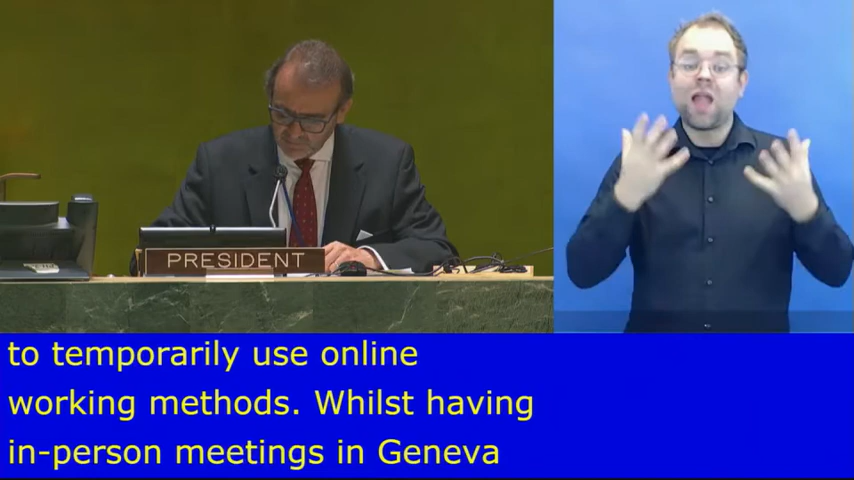 PRESIDENT
to temporarily use online
working methods. Whilst having
in-person meetings in Geneva